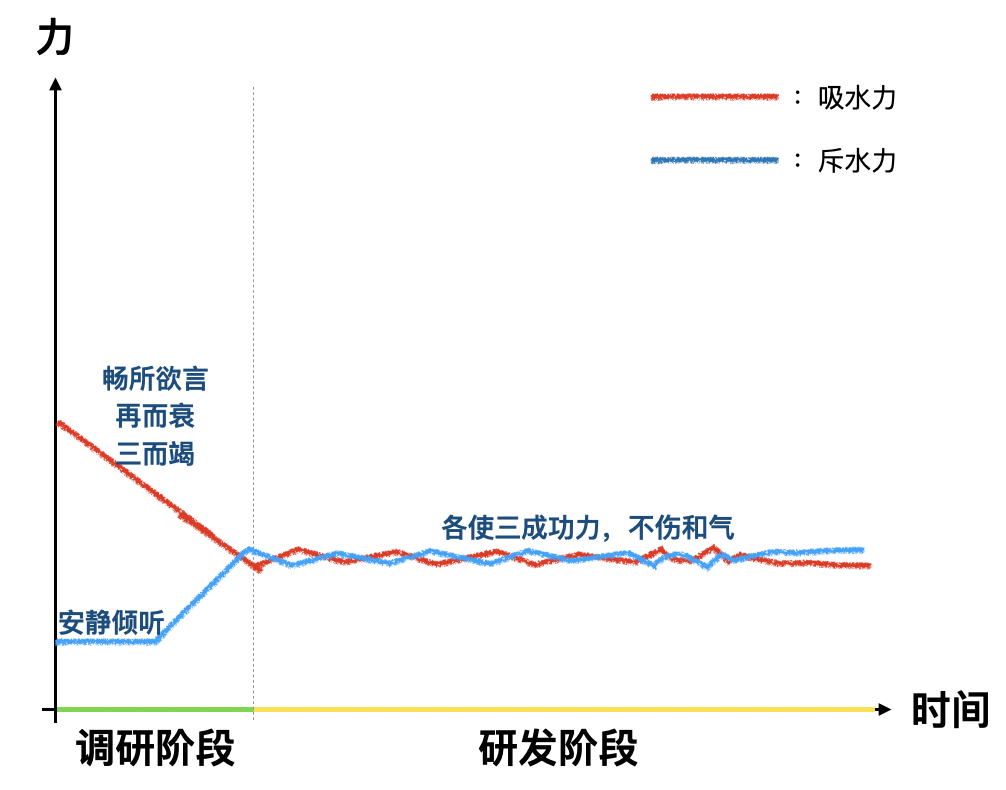 力
： 吸水力
： 斥水力
畅所欲言
再而衰
三而竭
各使三成功力，不伤和气
安静倾听
时间
调研阶段
研发阶段